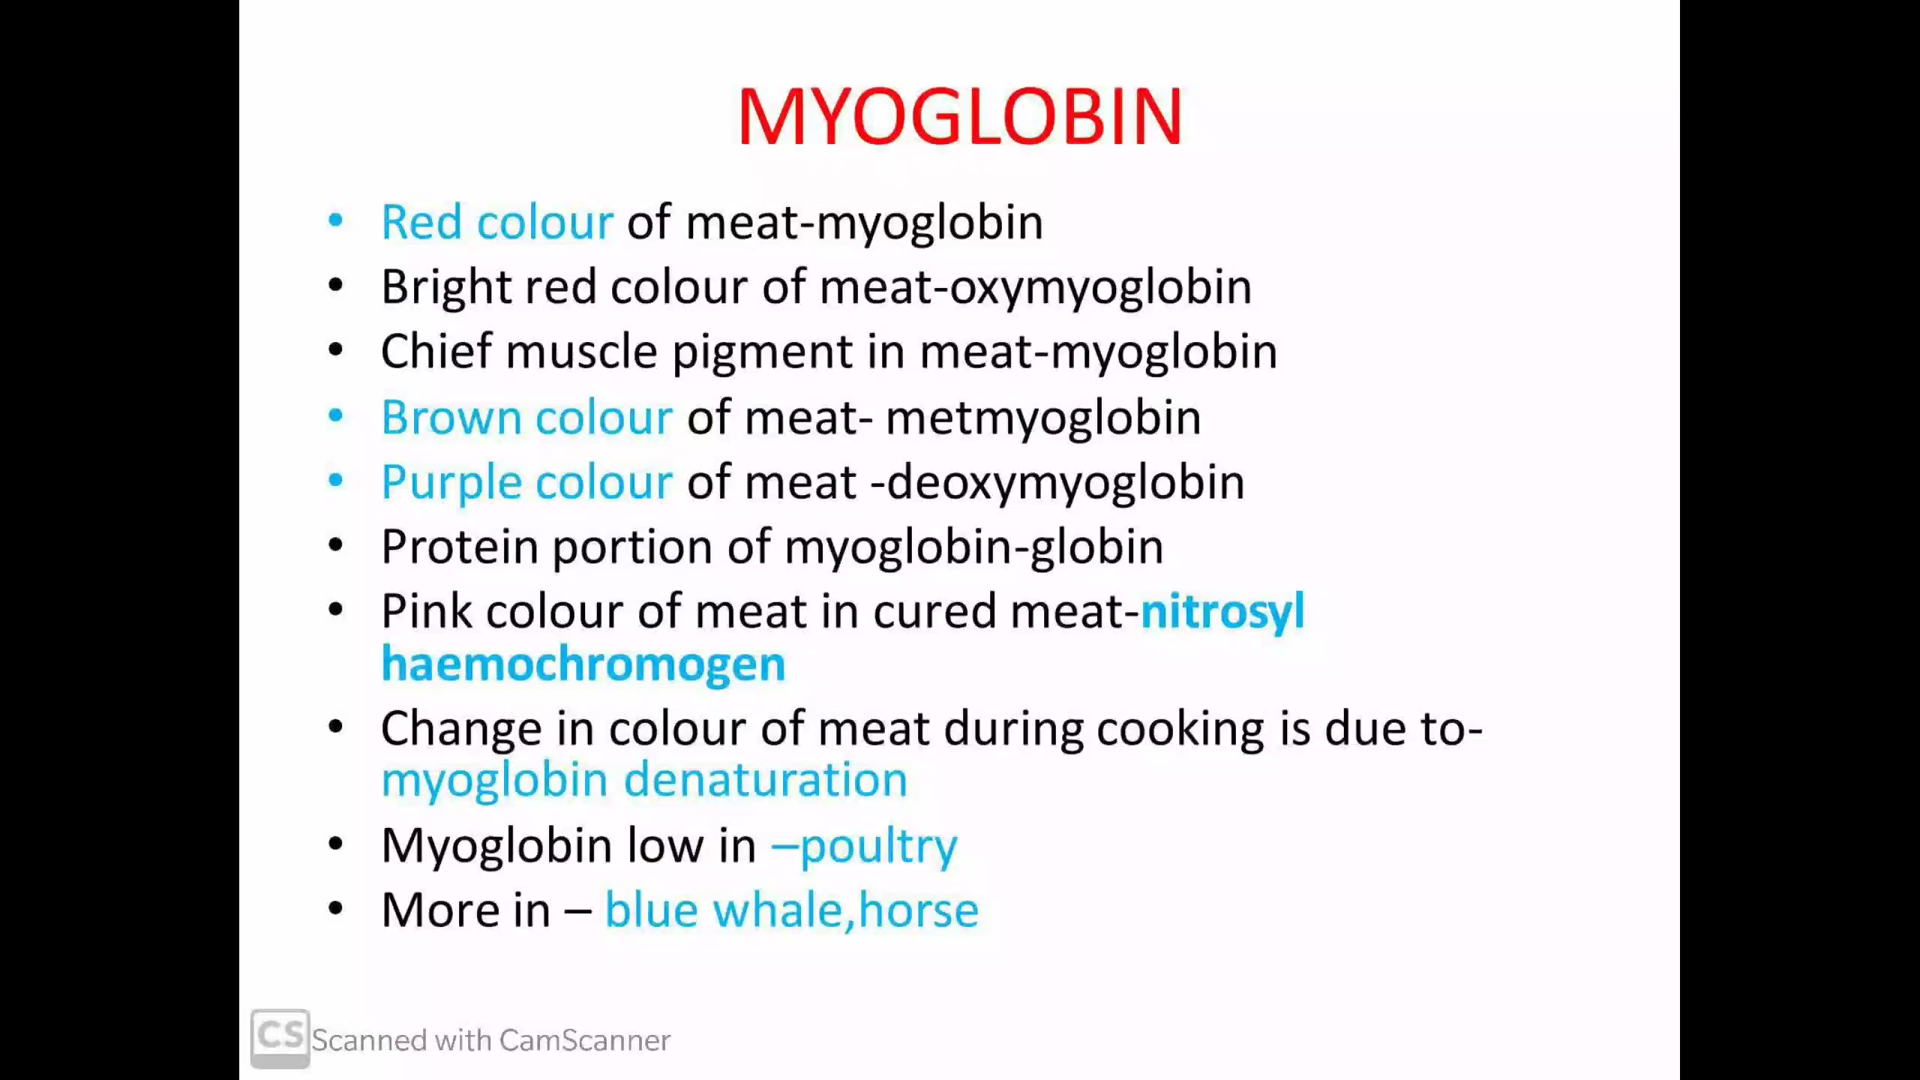 MYOGLOBIN
• Red colour of meat-myoglobin
• Bright red colour of meat-oxymyoglobin
• Chief muscle pigment in meat-myoglobin
• Brown colour of meat- metmyoglobin
• Purple colour of meat -deoxymyoglobin
• Protein portion of myoglobin-globin
• Pink colour of meat in cured meat-nitrosyl
haemochromogen
• Change in colour of meat during cooking is due to-
myoglobin denaturation
• Myoglobin low in –poultry
• More in – blue whale,horse
CS Scanned with CamScanner